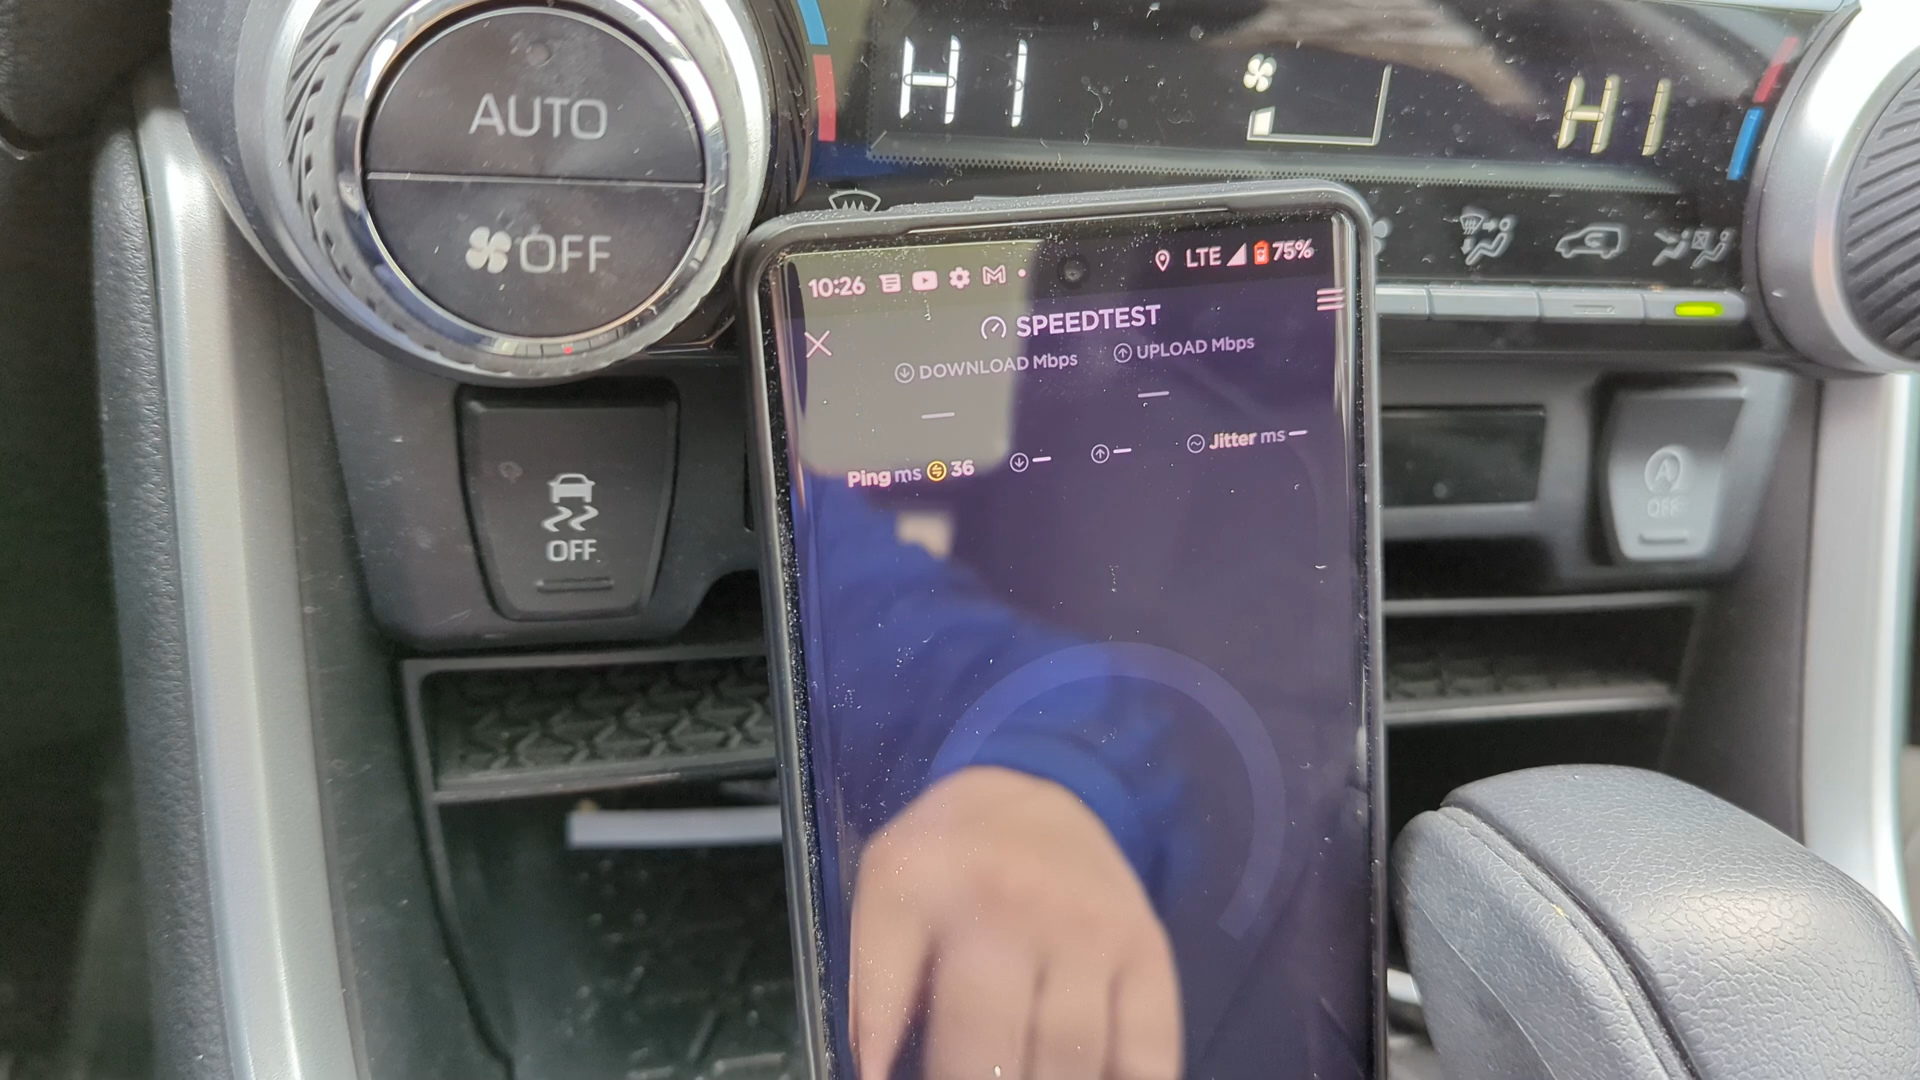 AUTO
OFF
HI
HI
10:26
LTE
75%
SPEEDTEST
DOWNLOAD Mbps
UPLOAD Mbps
—
—
Ping ms 36 — —
Jitter ms —
OFF
A
OFF